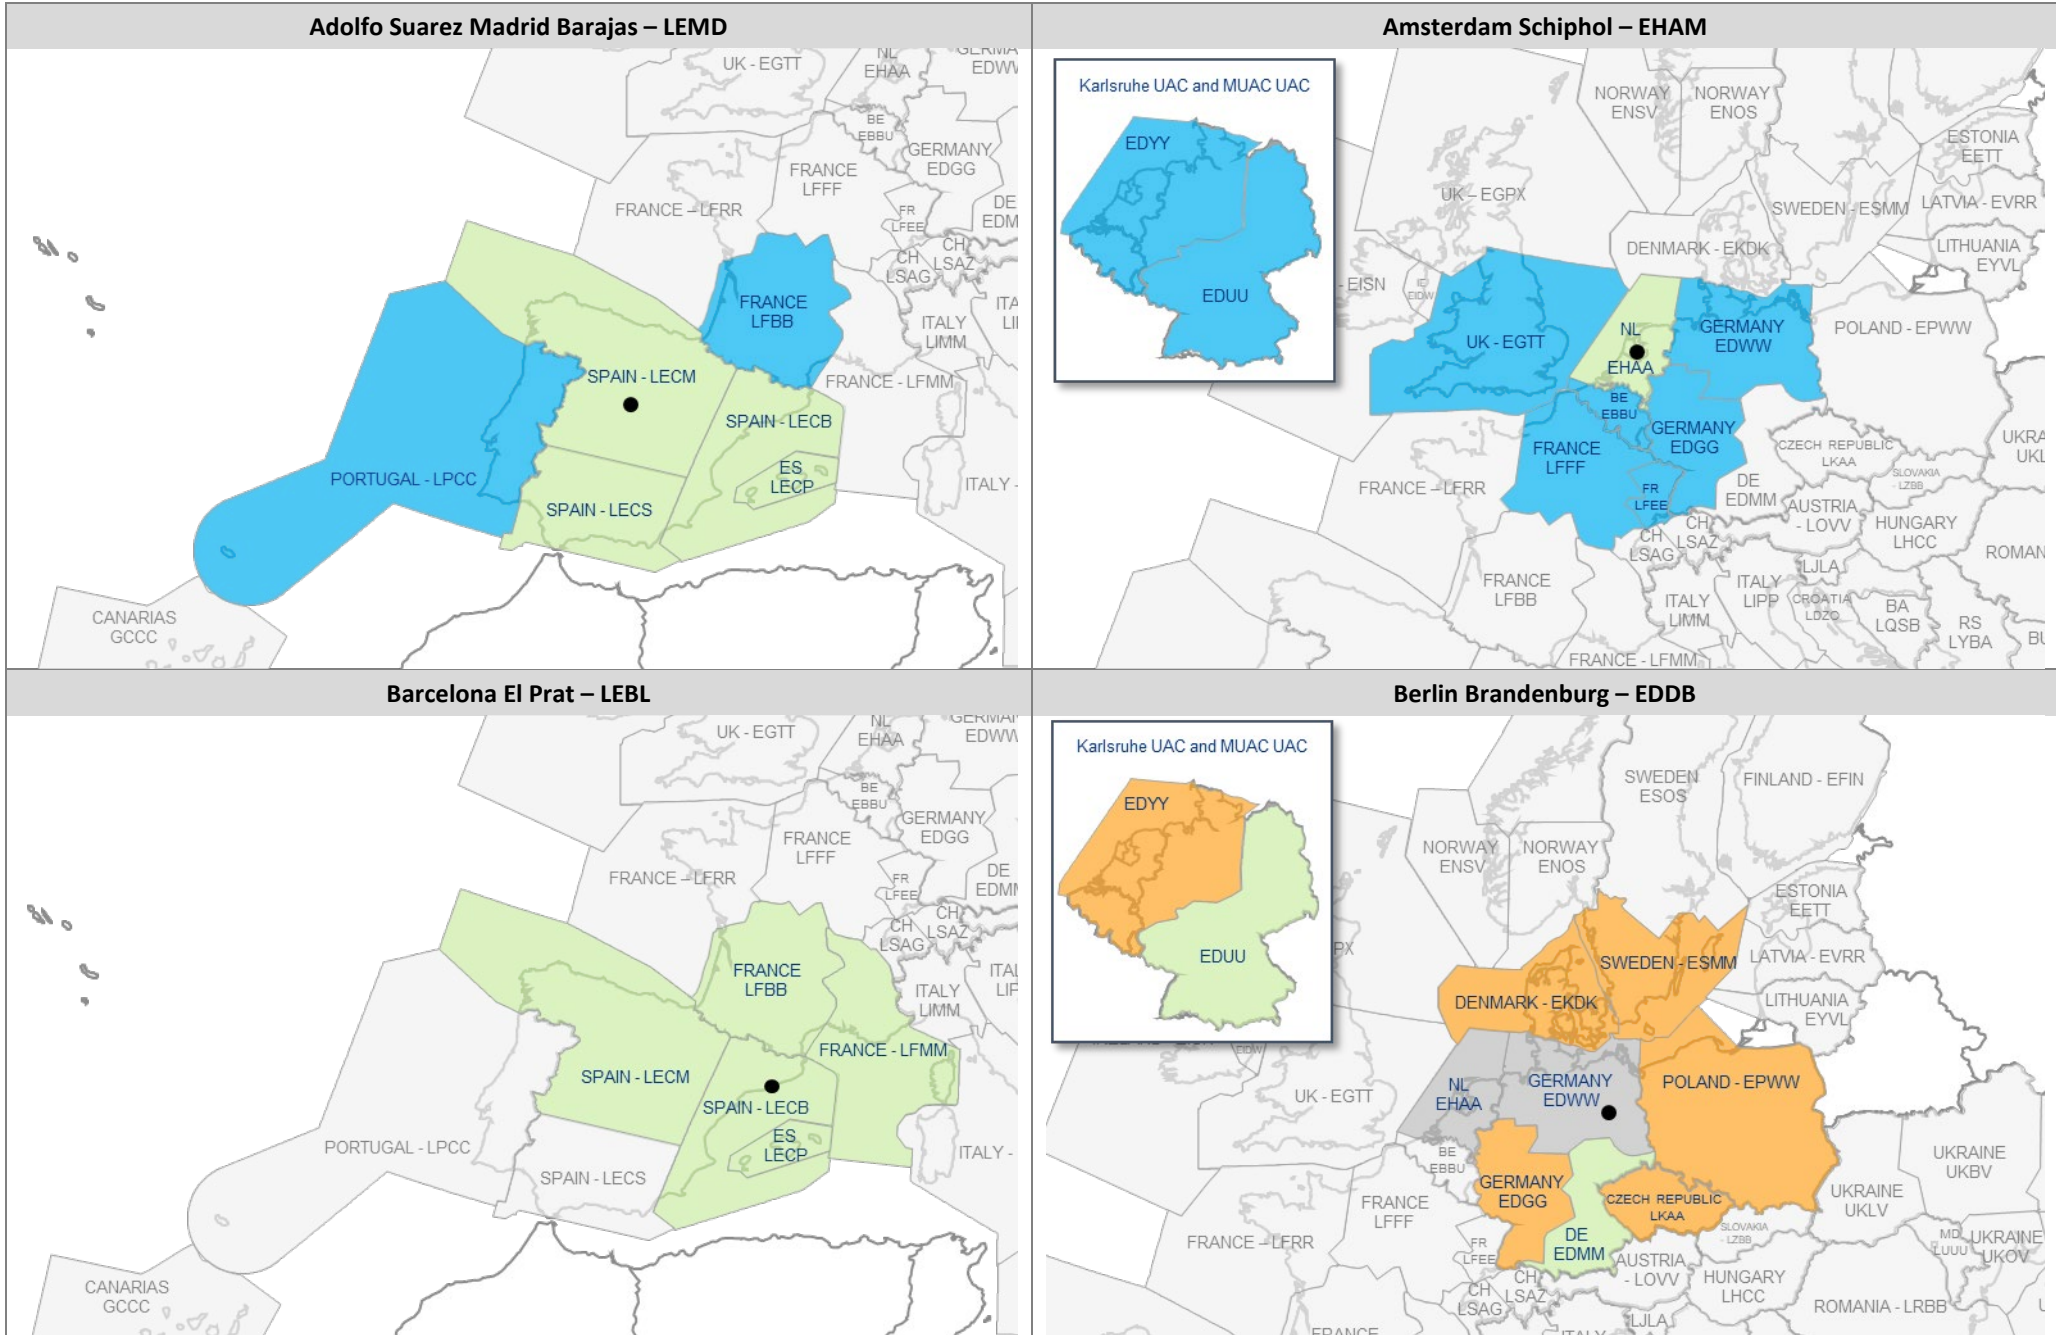 Adolfo Suarez Madrid Barajas – LEMD
UK - EGTT
NL
EHAA
EDWW
BE
EBBU
GERMANY
EDGG
FRANCE
LFFF
FRANCE – LFRR
FR
LFEE
DE
CH
LSAG
CH
LSAZ
FRANCE
LFBB
ITALY
LIMM
SPAIN - LECM
FRANCE - LFMM
SPAIN - LECB
ES
LECP
PORTUGAL - LPCC
SPAIN - LECS
ITALY -
CANARIAS
GCCC
Amsterdam Schiphol – EHAM
Karlsruhe UAC and MUAC UAC
EDYY
EDUU
NORWAY
ENSV
NORWAY
ENOS
ESTONIA
EETT
UK – EGPX
SWEDEN - ESMM
LATVIA - EVRR
DENMARK - EKDK
LITHUANIA
EYVL
- EISN
IE
EIDW
UK - EGTT
NL
EHAA
GERMANY
EDWW
POLAND - EPWW
BE
EBBU
GERMANY
EDGG
FRANCE
LFFF
CZECH REPUBLIC
LKAA
SLOVAKIA
- LZBB
FRANCE – LFRR
FR
LFEE
DE
EDMM
AUSTRIA
- LOVV
HUNGARY
LHCC
CH
LSAG
CH
LSAZ
LJLA
FRANCE
LFBB
ITALY
LIMM
ITALY
LIPP
CROATIA
LDZO
BA
LQSB
RS
LYBA
FRANCE - LFMM
Barcelona El Prat – LEBL
UK - EGTT
NL
EHAA
EDWW
BE
EBBU
GERMANY
EDGG
FRANCE
LFFF
FRANCE – LFRR
FR
LFEE
DE
CH
LSAG
CH
LSAZ
FRANCE
LFBB
ITALY
LIMM
FRANCE - LFMM
SPAIN - LECM
SPAIN - LECB
ES
LECP
PORTUGAL - LPCC
SPAIN - LECS
ITALY -
CANARIAS
GCCC
Berlin Brandenburg – EDDB
Karlsruhe UAC and MUAC UAC
EDYY
EDUU
SWEDEN
ESOS
FINLAND - EFIN
NORWAY
ENSV
NORWAY
ENOS
ESTONIA
EETT
SWEDEN - ESMM
LATVIA - EVRR
DENMARK - EKDK
LITHUANIA
EYVL
UK - EGTT
NL
EHAA
GERMANY
EDWW
POLAND - EPWW
BE
EBBU
GERMANY
EDGG
CZECH REPUBLIC
LKAA
UKRAINE
UKBV
UKRAINE
UKLV
FRANCE
LFFF
FRANCE – LFRR
FR
LFEE
DE
EDMM
SLOVAKIA
- LZBB
MD
LUUU
UKRAINE
UKOV
AUSTRIA
- LOVV
HUNGARY
LHCC
CH
LSAG
CH
LSAZ
ROMANIA - LRBB
LJLA